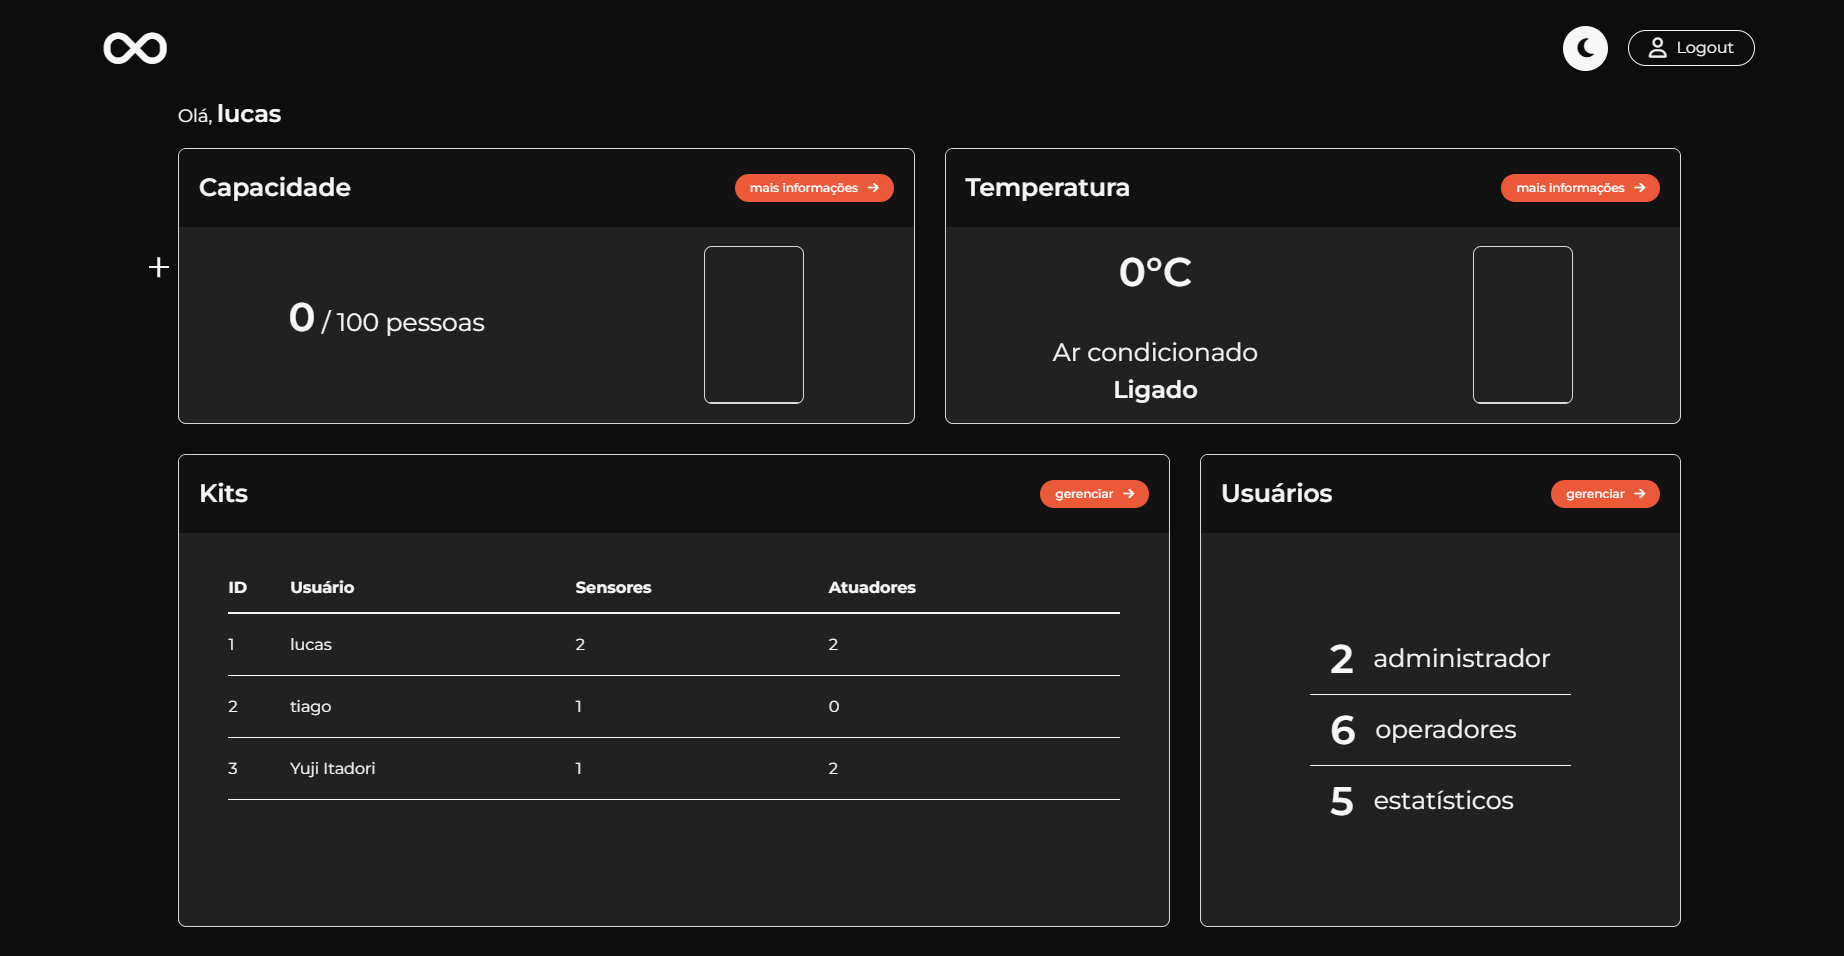 Logout
Olá, lucas
Capacidade
mais informações
0 / 100 pessoas
Temperatura
mais informações
0°C
Ar condicionado
Ligado
Kits
gerenciar
ID Usuário Sensores Atuadores
1 lucas 2 2
2 tiago 1 0
3 Yuji Itadori 1 2
Usuários
gerenciar
2 administrador
6 operadores
5 estatísticos